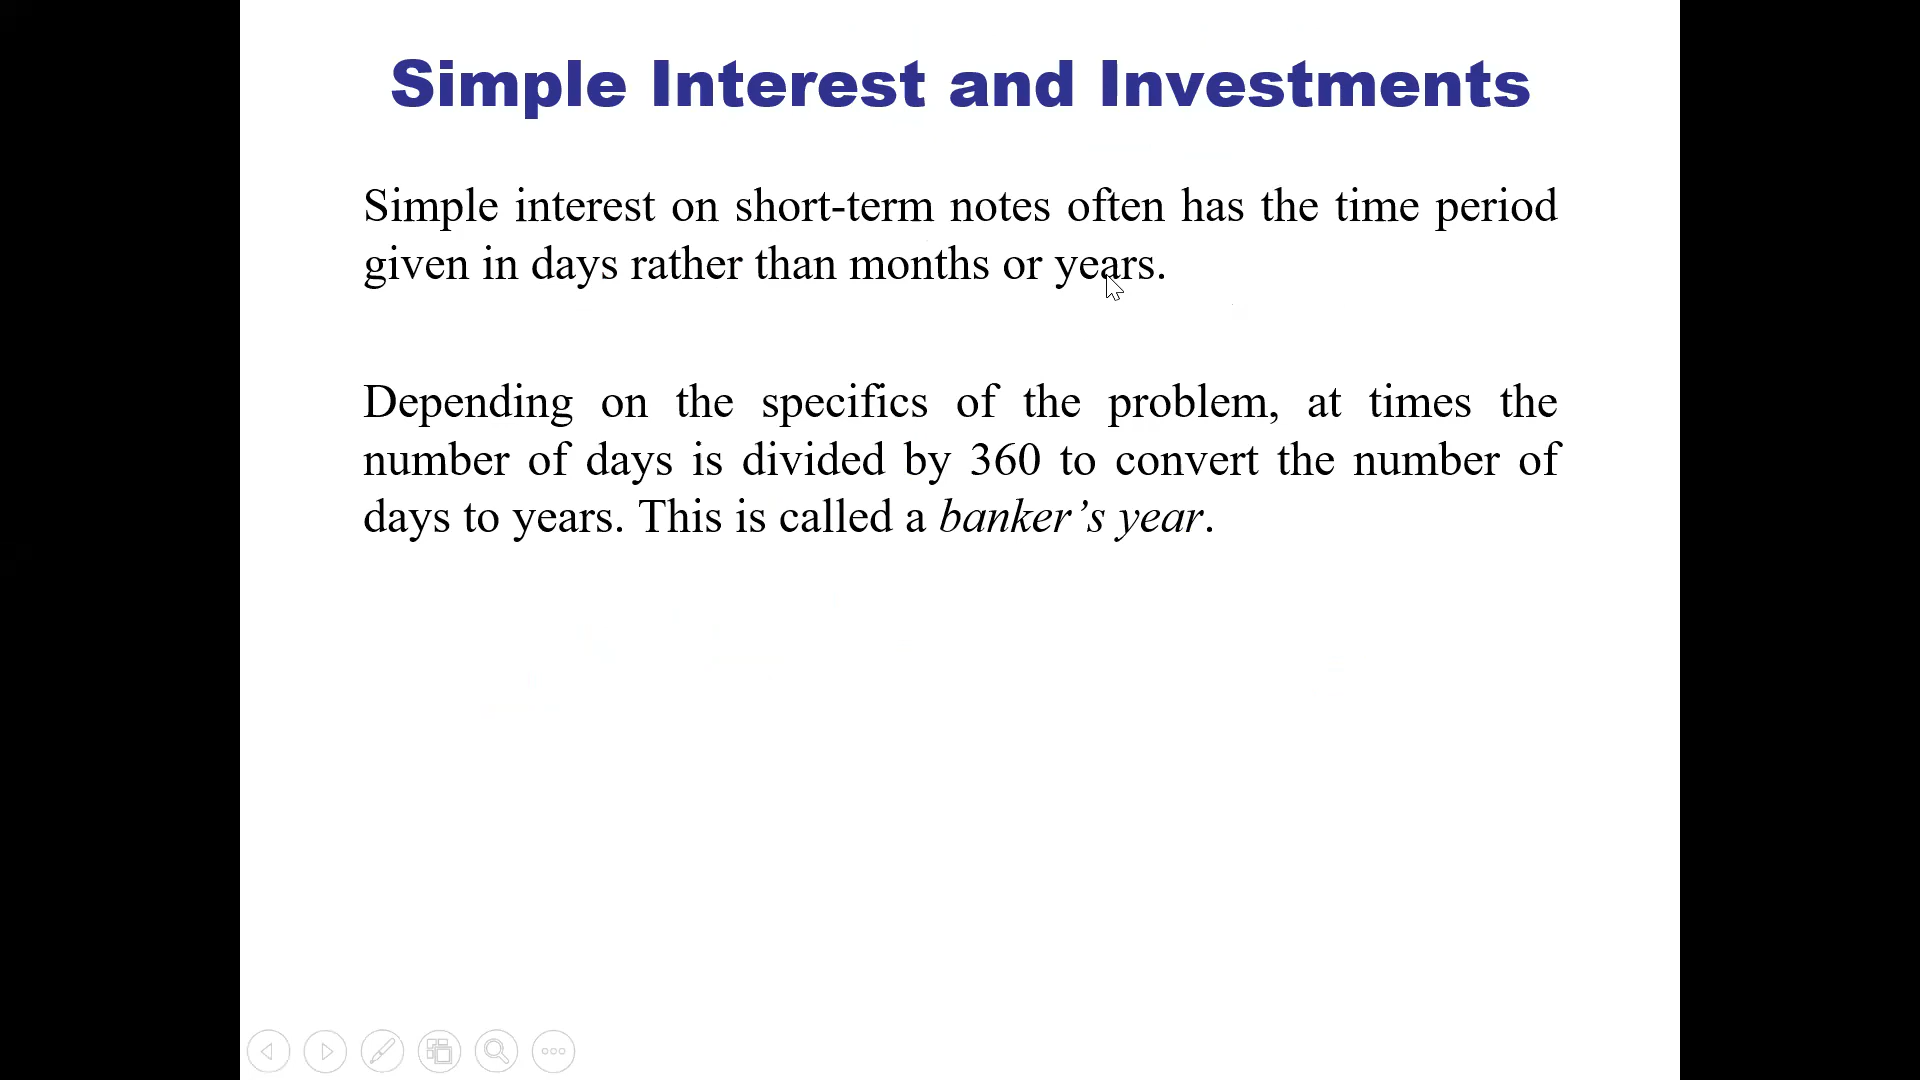 Simple Interest and Investments
Simple interest on short-term notes often has the time period
given in days rather than months or years.
Depending on the specifics of the problem, at times the
number of days is divided by 360 to convert the number of
days to years. This is called a banker’s year.